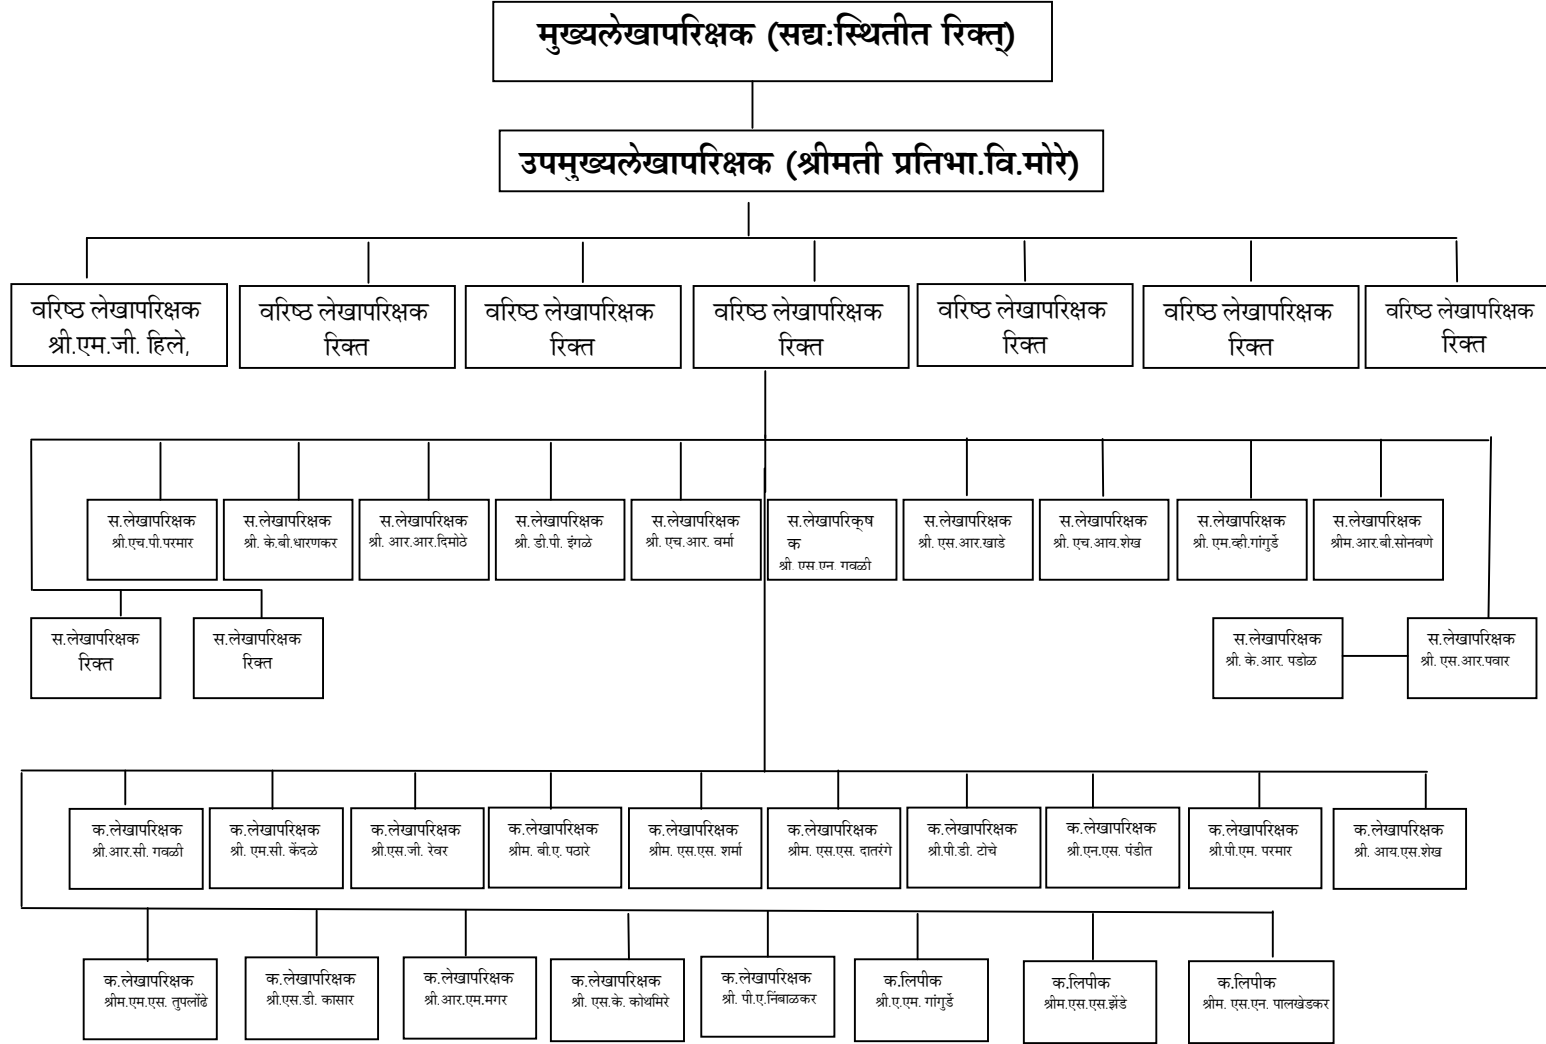 मुख्यलेखापरिक्षक (सद्य:स्थितीत रिक्त्)
उपमुख्यलेखापरिक्षक (श्रीमती प्रतिभा.वि.मोरे)
वरिष्ठ लेखापरिक्षक
श्री.एम.जी. हिले,
वरिष्ठ लेखापरिक्षक
रिक्त
वरिष्ठ लेखापरिक्षक
रिक्त
वरिष्ठ लेखापरिक्षक
रिक्त
वरिष्ठ लेखापरिक्षक
रिक्त
वरिष्ठ लेखापरिक्षक
रिक्त
वरिष्ठ लेखापरिक्षक
रिक्त
स.लेखापरिक्षक
श्री.एच.पी.परमार
स.लेखापरिक्षक
श्री. के.बी.धारणकर
स.लेखापरिक्षक
श्री. आर.आर.दिमोठे
स.लेखापरिक्षक
श्री. डी.पी. इंगळे
स.लेखापरिक्षक
श्री. एच.आर. वर्मा
स.लेखापरिक्ष
क
श्री. एस.एन. गवळी
स.लेखापरिक्षक
श्री. एस.आर.खाडे
स.लेखापरिक्षक
श्री. एच.आय.शेख
स.लेखापरिक्षक
श्री. एम.व्ही.गांगुर्डे
स.लेखापरिक्षक
श्रीम.आर.बी.सोनवणे
स.लेखापरिक्षक
रिक्त
स.लेखापरिक्षक
रिक्त
स.लेखापरिक्षक
श्री. के.आर. पडोळ
स.लेखापरिक्षक
श्री. एस.आर.पवार
क.लेखापरिक्षक
श्री.आर.सी. गवळी
क.लेखापरिक्षक
श्री. एम.सी. केंदळे
क.लेखापरिक्षक
श्री.एस.जी. रेवर
क.लेखापरिक्षक
श्रीम. बी.ए. पठारे
क.लेखापरिक्षक
श्रीम. एस.एस. शर्मा
क.लेखापरिक्षक
श्रीम. एस.एस. दातरंगे
क.लेखापरिक्षक
श्री.पी.डी. टोचे
क.लेखापरिक्षक
श्री.एन.एस. पंडीत
क.लेखापरिक्षक
श्री.पी.एम. परमार
क.लेखापरिक्षक
श्री. आय.एस.शेख
क.लेखापरिक्षक
श्रीम.एम.एस. तुपलोंढे
क.लेखापरिक्षक
श्री.एस.डी. कासार
क.लेखापरिक्षक
श्री.आर.एम.मगर
क.लेखापरिक्षक
श्री. एस.के. कोथमिरे
क.लेखापरिक्षक
श्री. पी.ए.निंबाळकर
क.लिपीक
श्री.ए.एम. गांगुर्डे
क.लिपीक
श्रीम.एस.एस.झेंडे
क.लिपीक
श्रीम. एस.एन. पालखेडकर